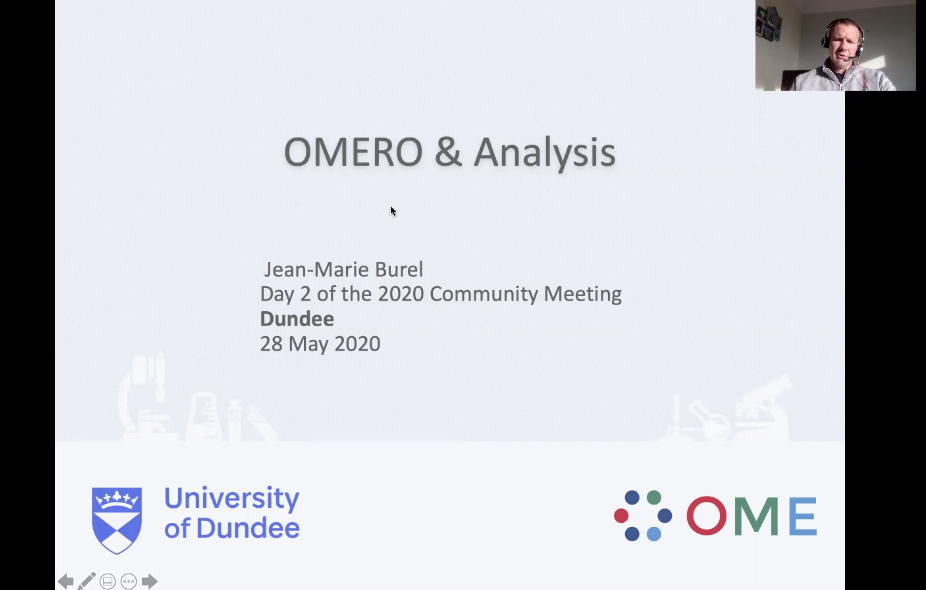 OMERO & Analysis
Jean-Marie Burel
Day 2 of the 2020 Community Meeting
Dundee
28 May 2020
University
of Dundee
OME